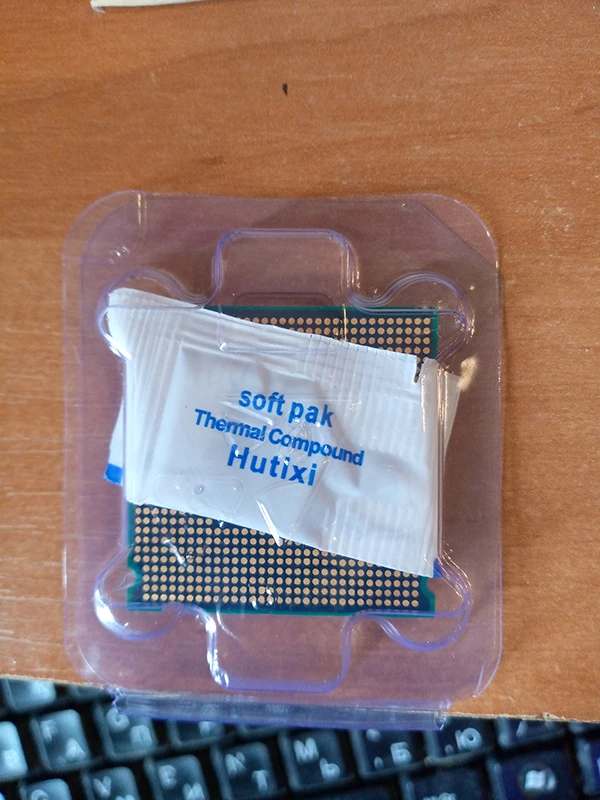 soft pak
Thermal Compound
Hutixi
А
П
В
С
М
И
Т
Ь
Б
Ю